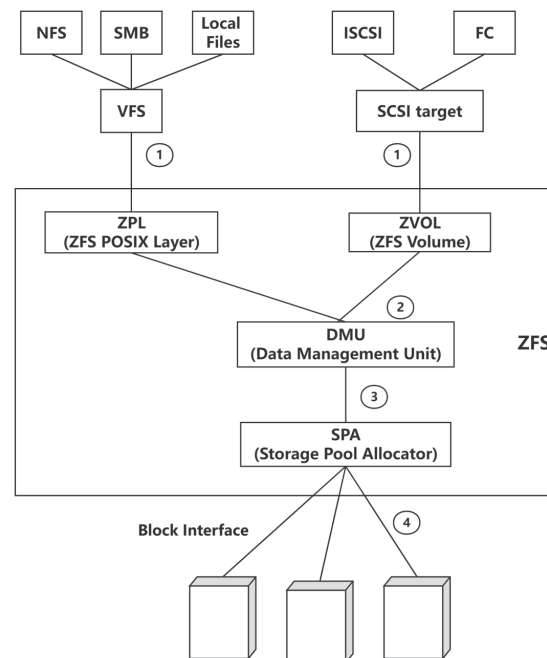 NFS
SMB
Local
Files
ISCSI
FC
VFS
SCSI target
1
1
ZPL
(ZFS POSIX Layer)
ZVOL
(ZFS Volume)
2
DMU
(Data Management Unit)
ZFS
3
SPA
(Storage Pool Allocator)
Block Interface
4